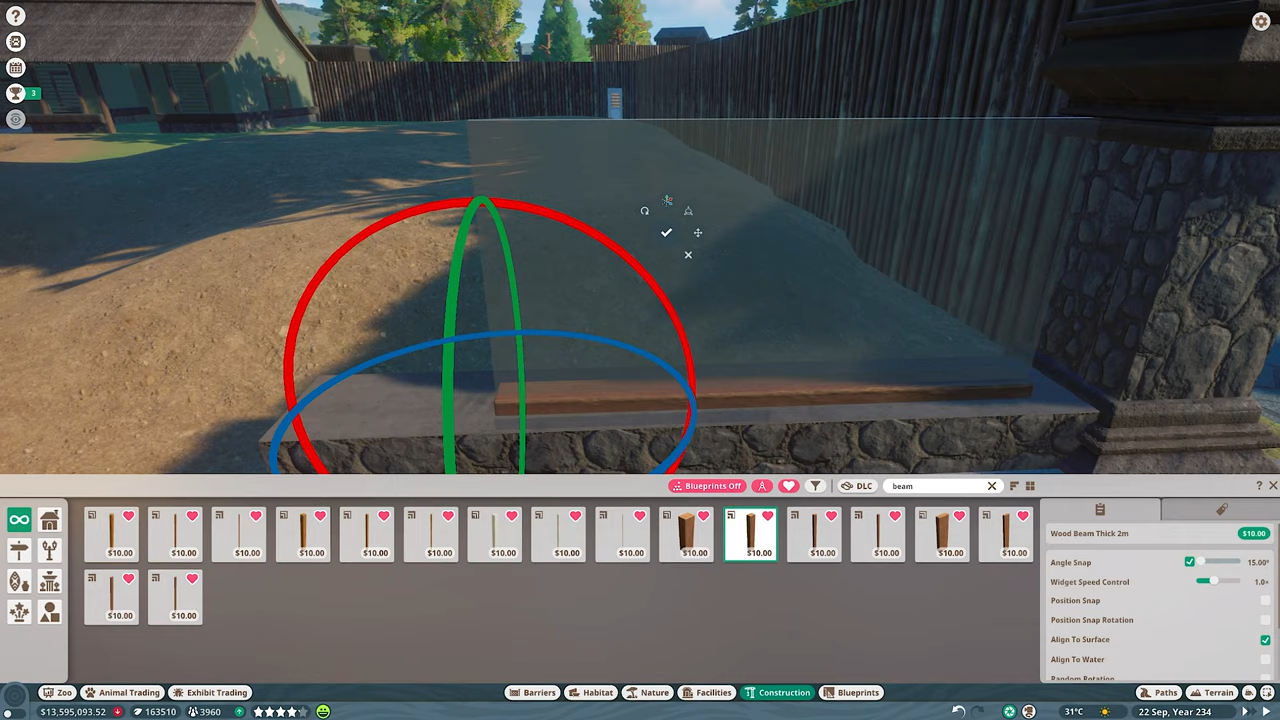 3
Blueprints Off
DLC
beam
$10.00 $10.00 $10.00 $10.00 $10.00 $10.00 $10.00 $10.00 $10.00 $10.00 $10.00 $10.00 $10.00 $10.00 $10.00
$10.00 $10.00
Wood Beam Thick 2m $10.00
Angle Snap 15.00°
Widget Speed Control 1.0×
Position Snap
Position Snap Rotation
Align To Surface
Align To Water
Random Rotation
Zoo Animal Trading Exhibit Trading Barriers Habitat Nature Facilities Construction Blueprints Paths Terrain
$13,595,093.52 163510 3960 31°C 22 Sep, Year 234